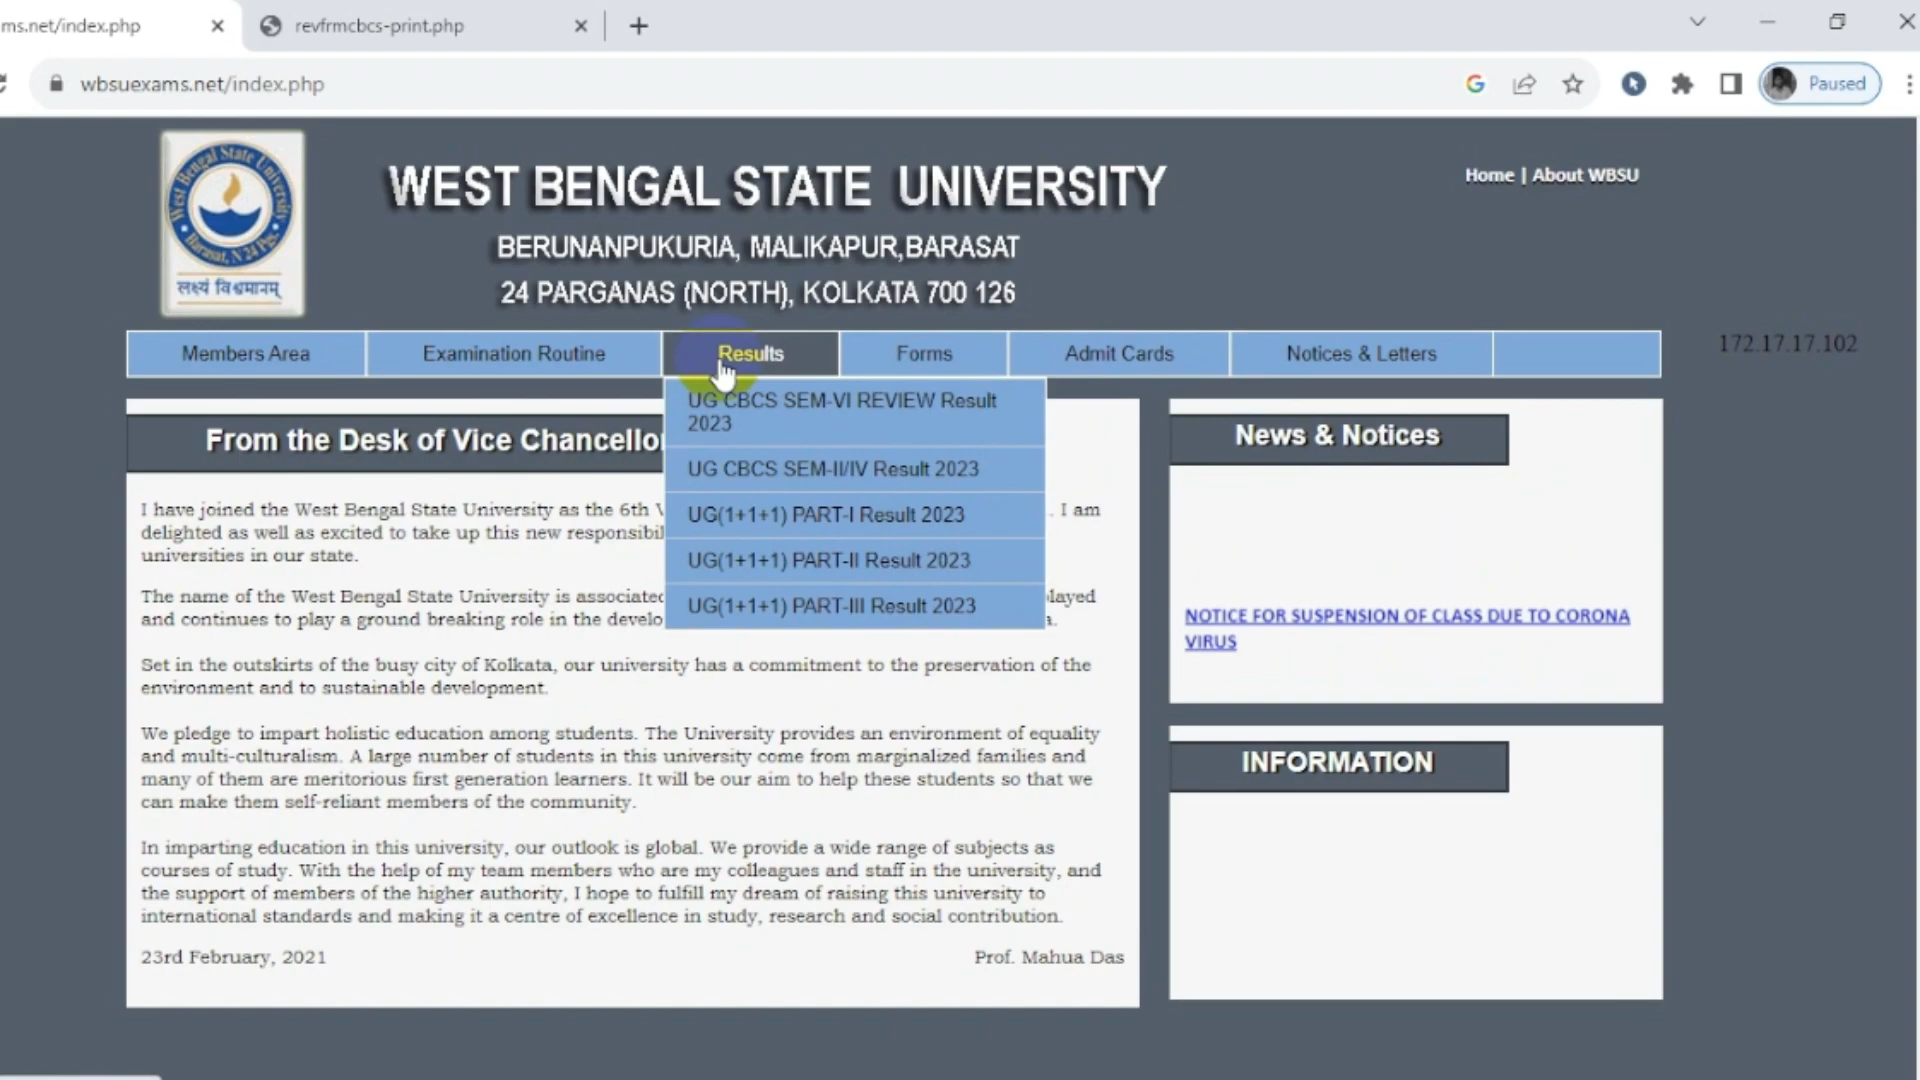 ms.net/index.php
revfrmcbcs-print.php
wbsuexams.net/index.php
Paused
West Bengal State University
Barasat, N 24 Pgs.
लक्ष्यं विश्वमानम्
WEST BENGAL STATE UNIVERSITY
BERUNANPUKURIA, MALIKAPUR,BARASAT
24 PARGANAS (NORTH), KOLKATA 700 126
Home | About WBSU
Members Area
Examination Routine
Results
Forms
Admit Cards
Notices & Letters
172.17.17.102
UG CBCS SEM-VI REVIEW Result
2023
UG CBCS SEM-II/IV Result 2023
UG(1+1+1) PART-I Result 2023
UG(1+1+1) PART-II Result 2023
UG(1+1+1) PART-III Result 2023
From the Desk of Vice Chancellor
I have joined the West Bengal State University as the 6th . I am
delighted as well as excited to take up this new
universities in our state.
The name of the West Bengal State University is
and continues to play a ground breaking role in the
Set in the outskirts of the busy city of Kolkata, our university has a commitment to the preservation of the
environment and to sustainable development.
We pledge to impart holistic education among students. The University provides an environment of equality
and multi-culturalism. A large number of students in this university come from marginalized families and
many of them are meritorious first generation learners. It will be our aim to help these students so that we
can make them self-reliant members of the community.
In imparting education in this university, our outlook is global. We provide a wide range of subjects as
courses of study. With the help of my team members who are my colleagues and staff in the university, and
the support of members of the higher authority, I hope to fulfill my dream of raising this university to
international standards and making it a centre of excellence in study, research and social contribution.
23rd February, 2021
Prof. Mahua Das
News & Notices
NOTICE FOR SUSPENSION OF CLASS DUE TO CORONA
VIRUS
INFORMATION